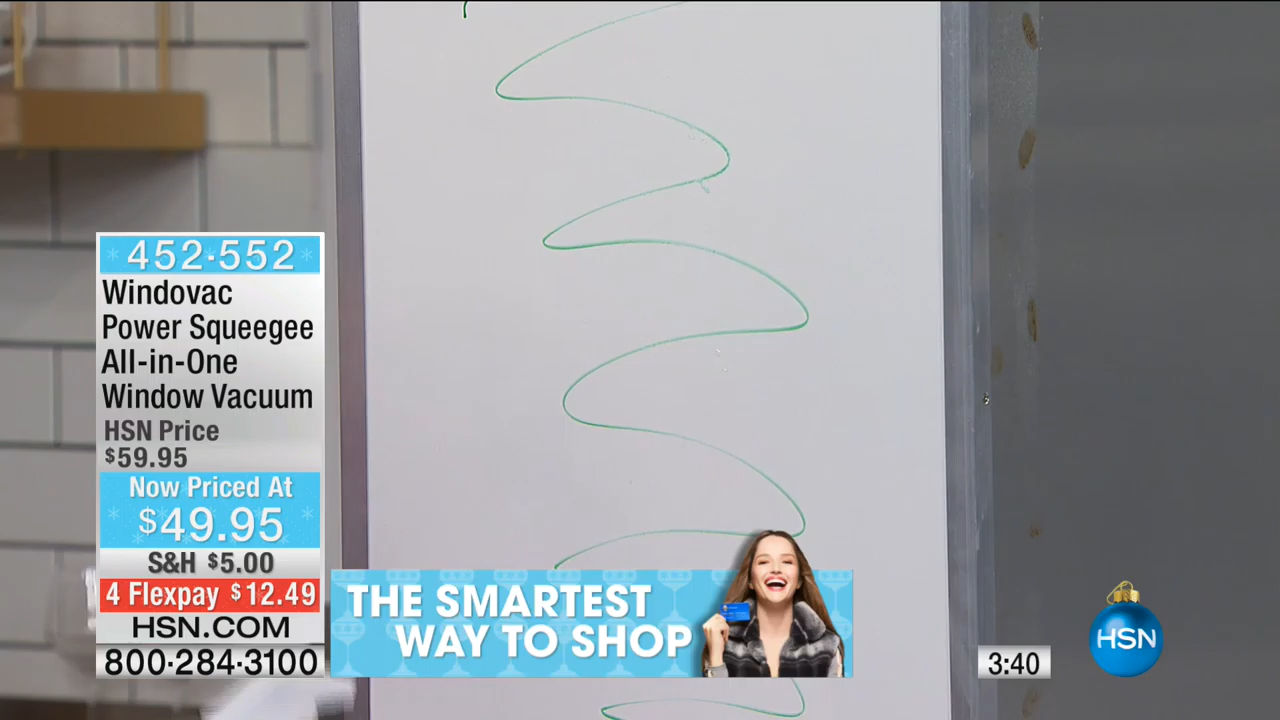 452·552
Windovac
Power Squeegee
All-in-One
Window Vacuum
HSN Price
$59.95
Now Priced At
$49.95
S&H $5.00
4 Flexpay $12.49
HSN.COM
800·284·3100
THE SMARTEST
WAY TO SHOP
3:40
HSN